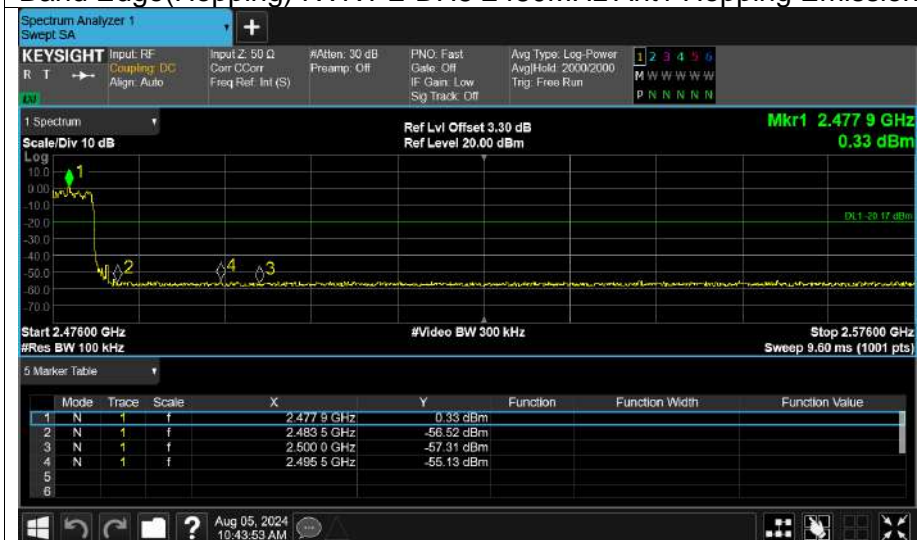 Spectrum Analyzer 1
Swept SA
+
KEYSIGHT Input: RF Input Z: 50 Ω #Atten: 30 dB PNO: Fast Avg Type: Log-Power 1 2 3 4 5 6
R T Coupling: DC Corr CCorr Preamp: Off Gate: Off Avg|Hold: 2000/2000 M W W W W W
Align: Auto Freq Ref: Int (S) IF Gain: Low Trig: Free Run
Sig Track: Off P N N N N N
1 Spectrum Ref Lvl Offset 3.30 dB Mkr1 2.477 9 GHz
Scale/Div 10 dB Ref Level 20.00 dBm 0.33 dBm
Log
10.0
0.00
-10.0
-20.0
-30.0
-40.0
-50.0
-60.0
-70.0
1
2
4
3
DL1 -20.17 dBm
Start 2.47600 GHz #Video BW 300 kHz Stop 2.57600 GHz
#Res BW 100 kHz Sweep 9.60 ms (1001 pts)
5 Marker Table
Mode Trace Scale X Y Function Function Width Function Value
1 N 1 f 2.477 9 GHz 0.33 dBm
2 N 1 f 2.483 5 GHz -56.52 dBm
3 N 1 f 2.500 0 GHz -57.31 dBm
4 N 1 f 2.495 5 GHz -55.13 dBm
5
6
? Aug 05, 2024
10:43:53 AM